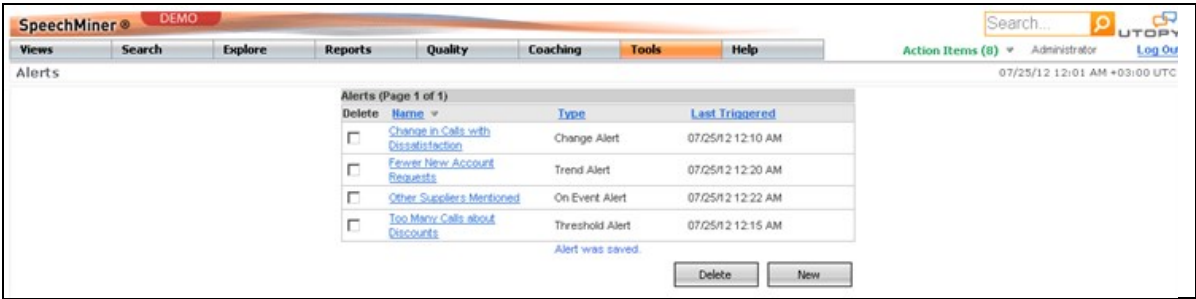 SpeechMiner ® DEMO Search... UTOPY
Views Search Explore Reports Quality Coaching Tools Help Action Items (8) Administrator Log Ou
Alerts 07/25/12 12:01 AM +03:00 UTC
Alerts (Page 1 of 1)
Delete Name Type Last Triggered
Change in Calls with
Dissatisfaction Change Alert 07/25/12 12:10 AM
Fewer New Account
Requests Trend Alert 07/25/12 12:20 AM
Other Suppliers Mentioned On Event Alert 07/25/12 12:22 AM
Too Many Calls about
Discounts Threshold Alert 07/25/12 12:15 AM
Alert was saved.
Delete New